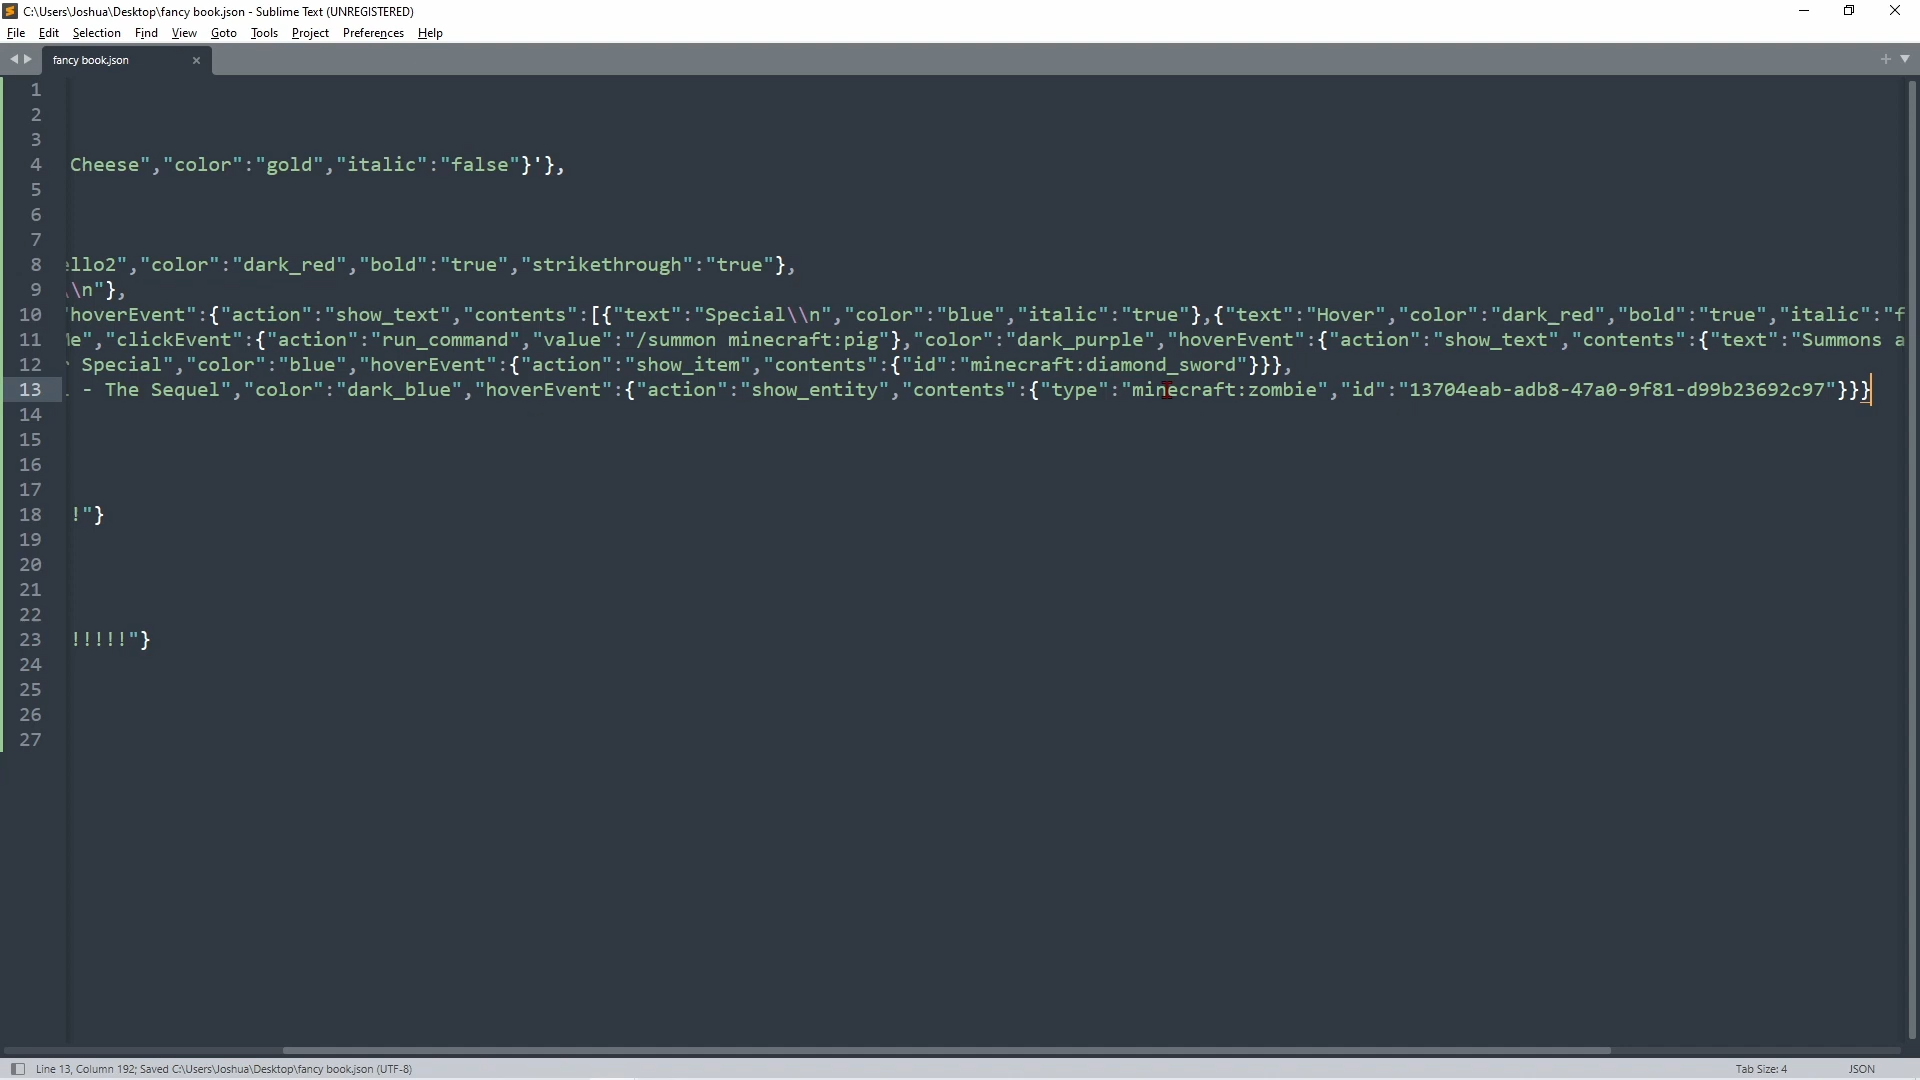 C:\Users\Joshua\Desktop\fancy book.json - Sublime Text (UNREGISTERED)
File Edit Selection Find View Goto Tools Project Preferences Help
fancy book.json
1
2
3
4 Cheese","color":"gold","italic":"false"}'},
5
6
7
8 ello2","color":"dark_red","bold":"true","strikethrough":"true"},
9 \\n"},
10 "hoverEvent":{"action":"show_text","contents":[{"text":"Special\\n","color":"blue","italic":"true"},{"text":"Hover","color":"dark_red","bold":"true","italic":"f
11 Me","clickEvent":{"action":"run_command","value":"/summon minecraft:pig"},"color":"dark_purple","hoverEvent":{"action":"show_text","contents":{"text":"Summons a
12 r Special","color":"blue","hoverEvent":{"action":"show_item","contents":{"id":"minecraft:diamond_sword"}}},
13 - The Sequel","color":"dark_blue","hoverEvent":{"action":"show_entity","contents":{"type":"minecraft:zombie","id":"13704eab-adb8-47a0-9f81-d99b23692c97"}}}
14
15
16
17
18 !"}
19
20
21
22
23 !!!!!"}
24
25
26
27
Line 13, Column 192; Saved C:\Users\Joshua\Desktop\fancy book.json (UTF-8) Tab Size: 4 JSON